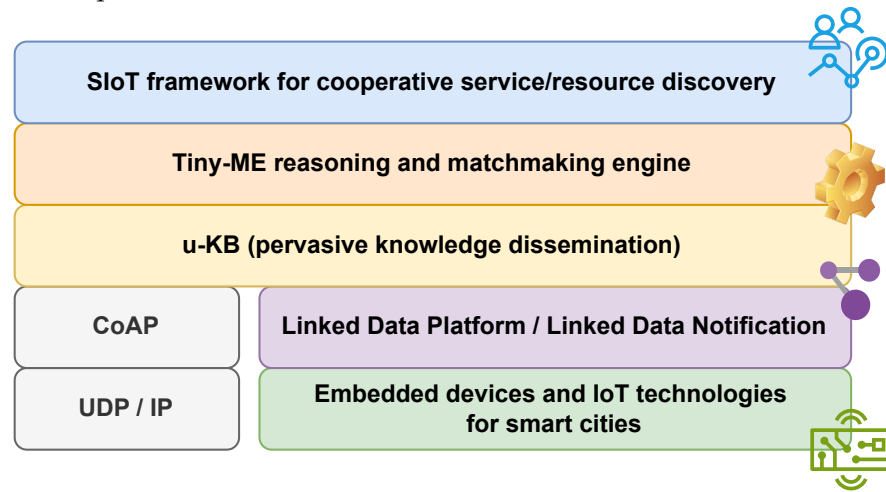 SIoT framework for cooperative service/resource discovery
Tiny-ME reasoning and matchmaking engine
u-KB (pervasive knowledge dissemination)
CoAP
Linked Data Platform / Linked Data Notification
UDP / IP
Embedded devices and IoT technologies
for smart cities